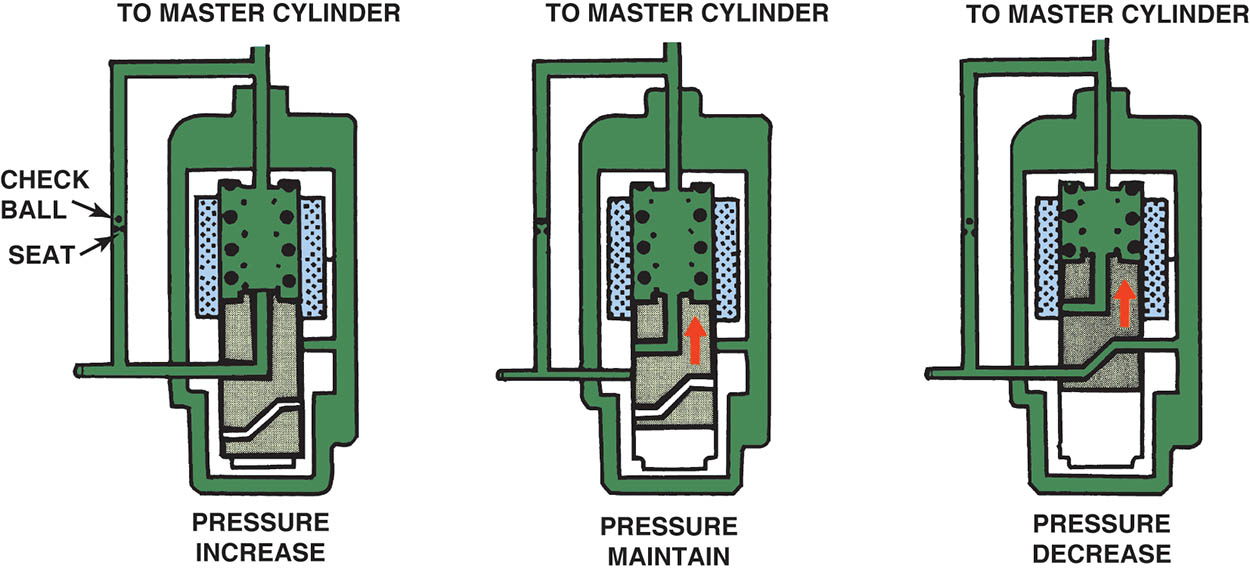 TO MASTER CYLINDER
TO MASTER CYLINDER
TO MASTER CYLINDER
CHECK
BALL
SEAT
PRESSURE
INCREASE
PRESSURE
MAINTAIN
PRESSURE
DECREASE